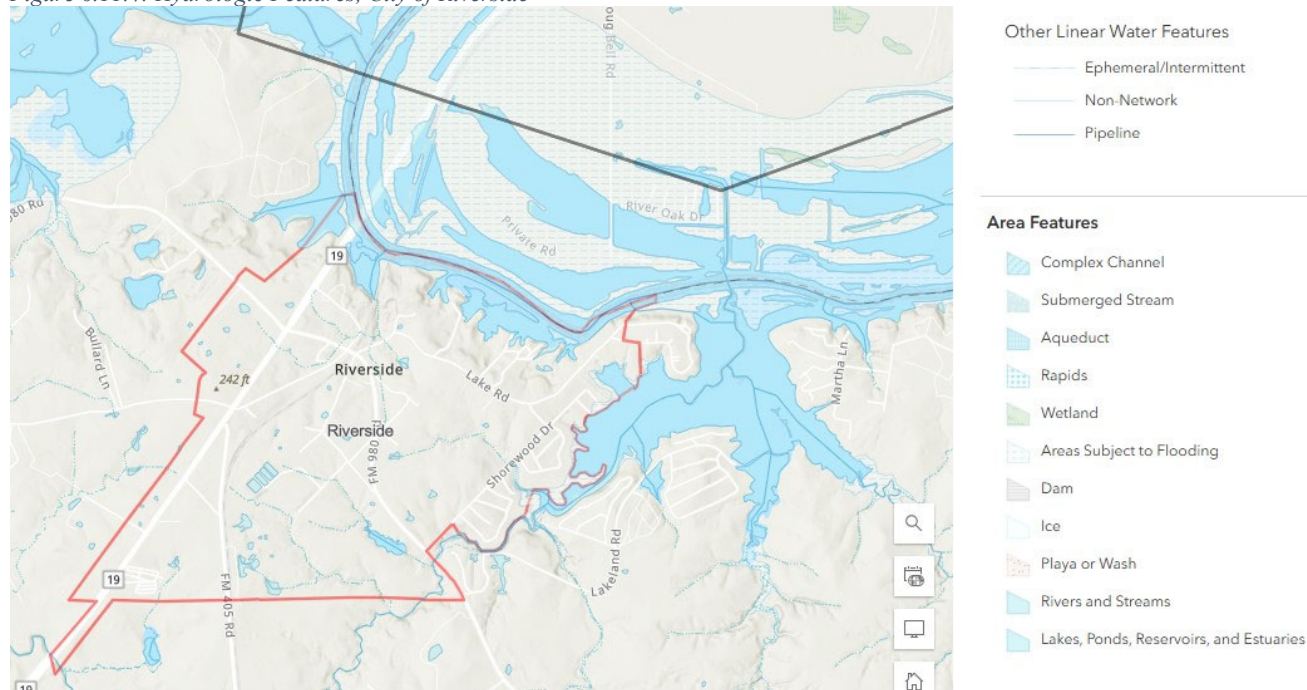 Other Linear Water Features
Ephemeral/Intermittent
Non-Network
Pipeline
Area Features
Complex Channel
Submerged Stream
Aqueduct
Rapids
Wetland
Areas Subject to Flooding
Dam
Ice
Playa or Wash
Rivers and Streams
Lakes, Ponds, Reservoirs, and Estuaries
Bell Rd
River Oak Dr
Private Rd
19
Bullard Ln
242 ft
Riverside
Lake Rd
Martha Ln
Riverside
FM 980
Shorewood Dr
Lakeland Rd
19
FM 405 Rd
19